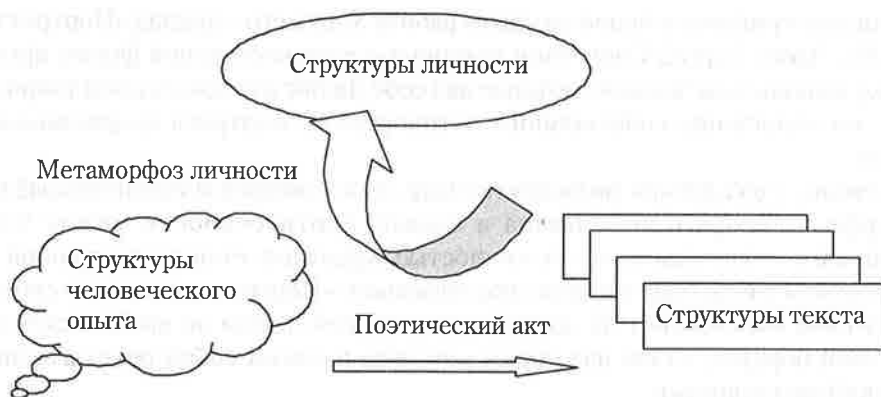 Структуры личности
Метаморфоз личности
Структуры
человеческого
опыта
Поэтический акт
Структуры текста